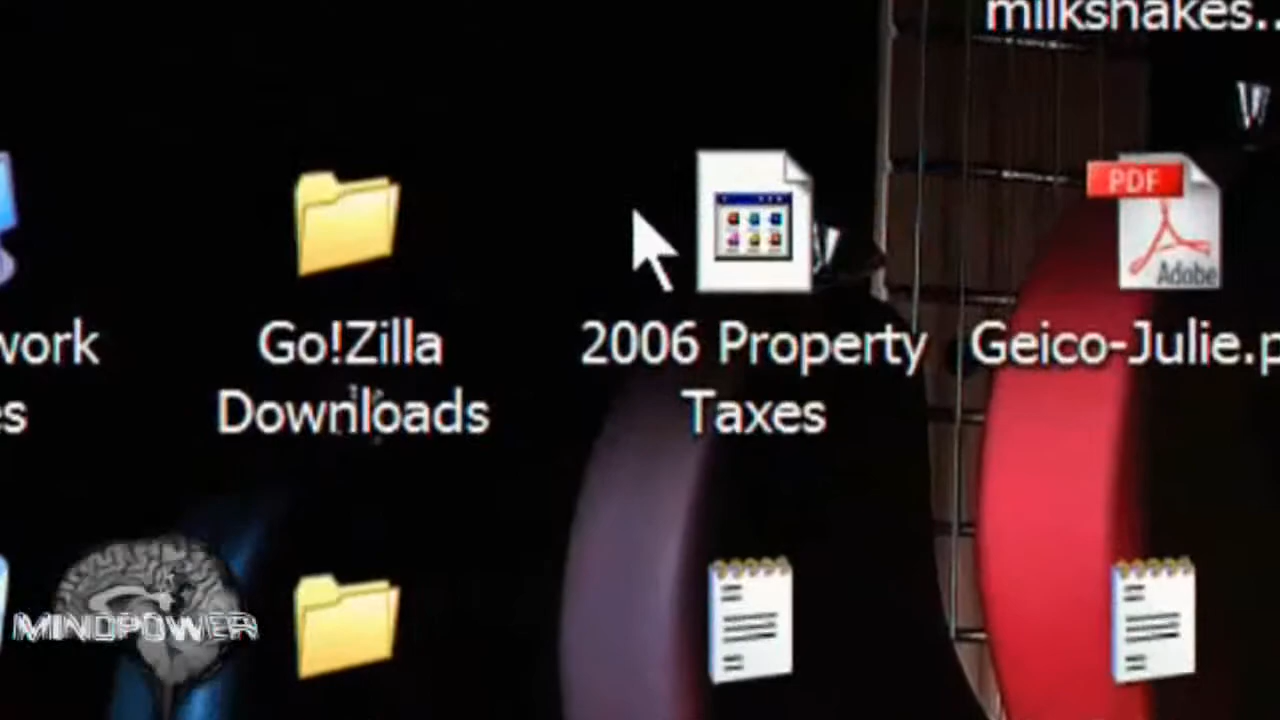 milkshakes..
PDF
Adobe
work
Go!Zilla
Downloads
2006 Property
Taxes
Geico-Julie.p
es
MINDPOWER